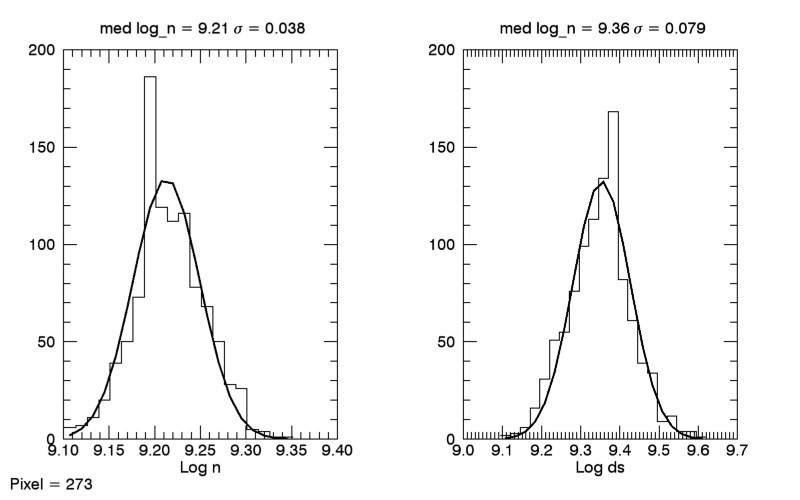 med log_n = 9.21 σ = 0.038
med log_n = 9.36 σ = 0.079
200
150
100
50
0
9.10 9.15 9.20 9.25 9.30 9.35 9.40
Log n
200
150
100
50
0
9.0 9.1 9.2 9.3 9.4 9.5 9.6 9.7
Log ds
Pixel = 273